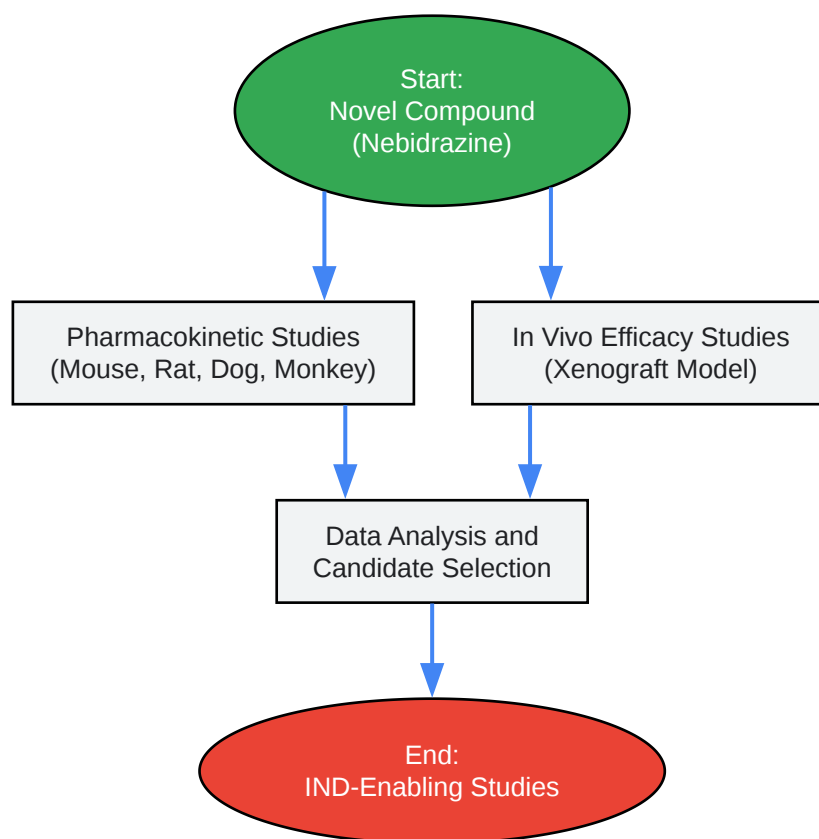 Start:
Novel Compound
(Nebidrazine)
Pharmacokinetic Studies
(Mouse, Rat, Dog, Monkey)
In Vivo Efficacy Studies
(Xenograft Model)
Data Analysis and
Candidate Selection
End:
IND-Enabling Studies